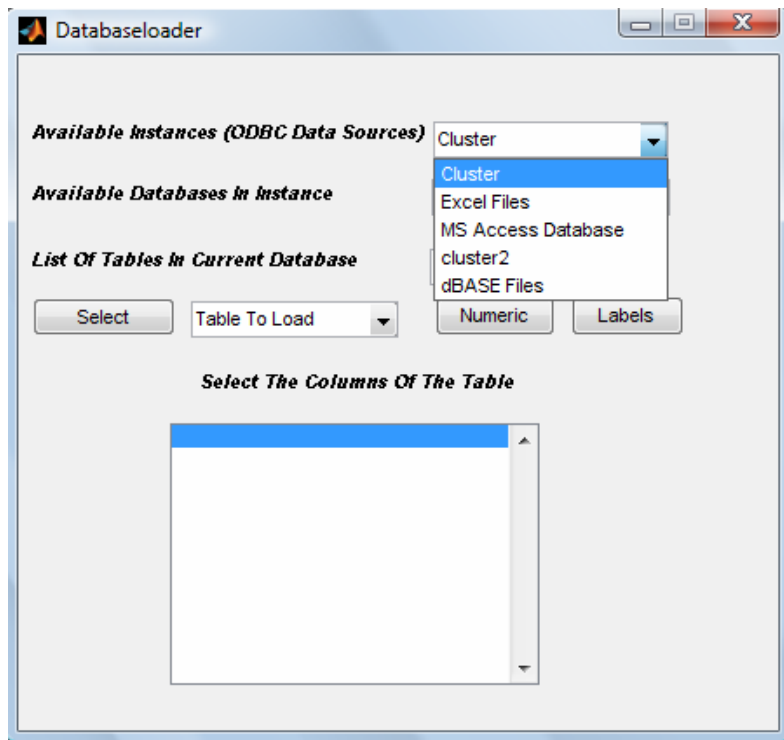 Databaseloader
Available Instances (ODBC Data Sources) Cluster
Cluster
Available Databases In Instance
Excel Files
MS Access Database
List Of Tables In Current Database
cluster2
dBASE Files
Select Table To Load Numeric Labels
Select The Columns Of The Table